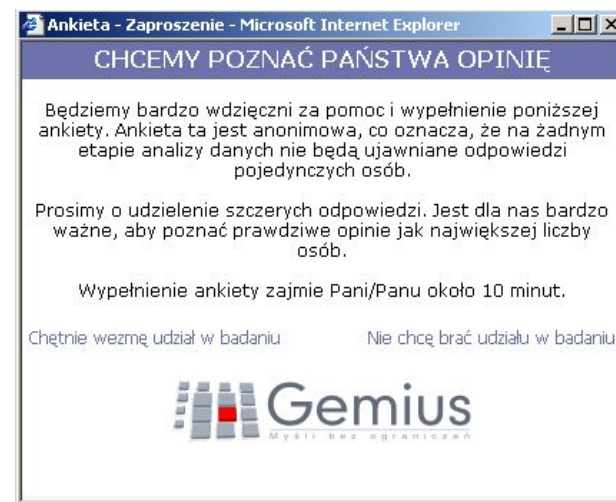 Ankieta - Zaproszenie - Microsoft Internet Explorer
CHCEMY POZNAĆ PAŃSTWA OPINIĘ
Będziemy bardzo wdzięczni za pomoc i wypełnienie poniższej
ankiety. Ankieta ta jest anonimowa, co oznacza, że na żadnym
etapie analizy danych nie będą ujawniane odpowiedzi
pojedynczych osób.
Prosimy o udzielenie szczerych odpowiedzi. Jest dla nas bardzo
ważne, aby poznać prawdziwe opinie jak największej liczby
osób.
Wypełnienie ankiety zajmie Pani/Panu około 10 minut.
Chętnie wezmę udział w badaniu Nie chcę brać udziału w badaniu
Gemius
Myśli bez ograniczeń